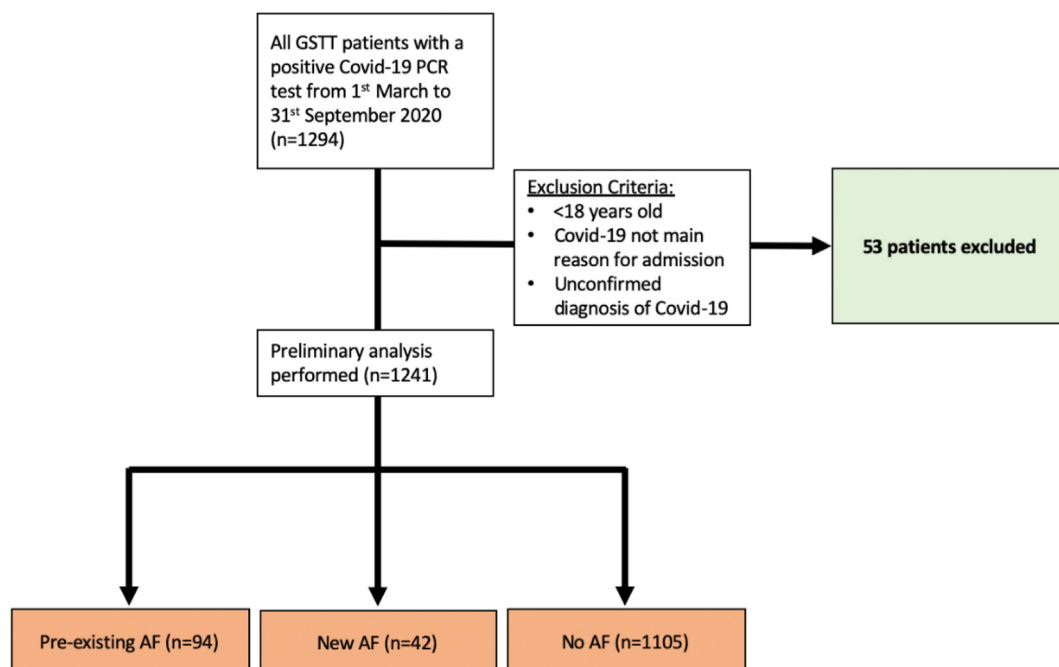 All GSTT patients with a
positive Covid-19 PCR
test from 1st March to
31st September 2020
(n=1294)
Exclusion Criteria:
• <18 years old
• Covid-19 not main
reason for admission
• Unconfirmed
diagnosis of Covid-19
53 patients excluded
Preliminary analysis
performed (n=1241)
Pre-existing AF (n=94)
New AF (n=42)
No AF (n=1105)